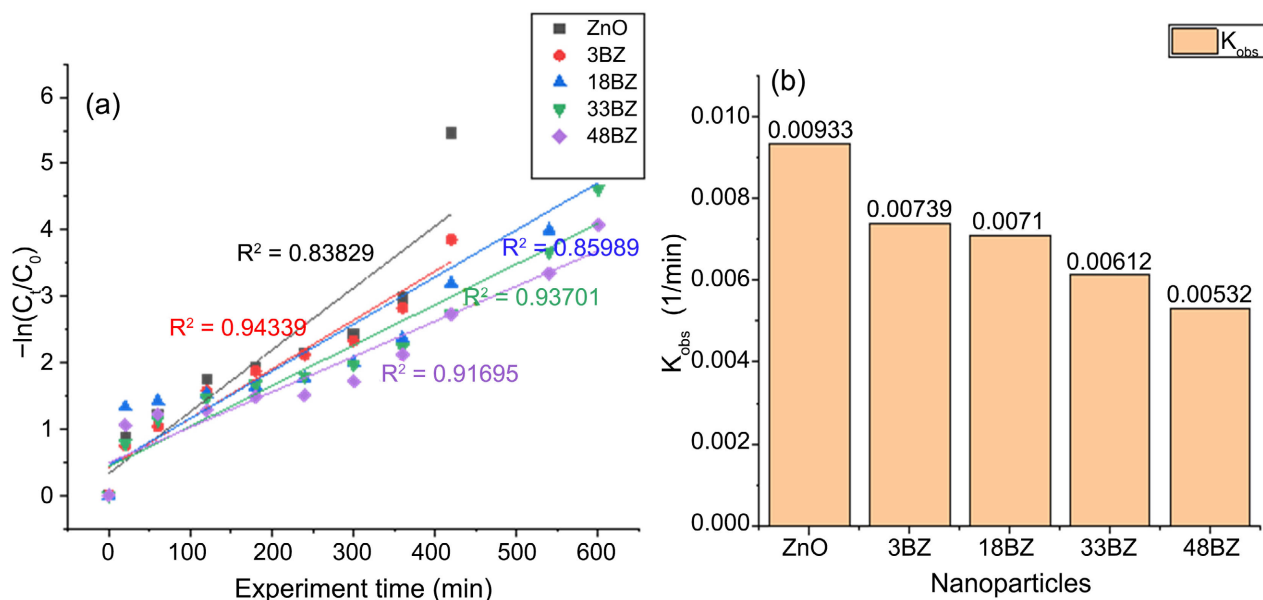 (a)
ZnO
3BZ
18BZ
33BZ
48BZ
6
5
4
3
2
1
0
−ln(Cₜ/C₀)
R² = 0.83829
R² = 0.85989
R² = 0.93701
R² = 0.94339
R² = 0.91695
0 100 200 300 400 500 600
Experiment time (min)
K_obs
(b)
0.010
0.008
0.006
0.004
0.002
0.000
K_obs (1/min)
0.00933
0.00739
0.0071
0.00612
0.00532
ZnO 3BZ 18BZ 33BZ 48BZ
Nanoparticles